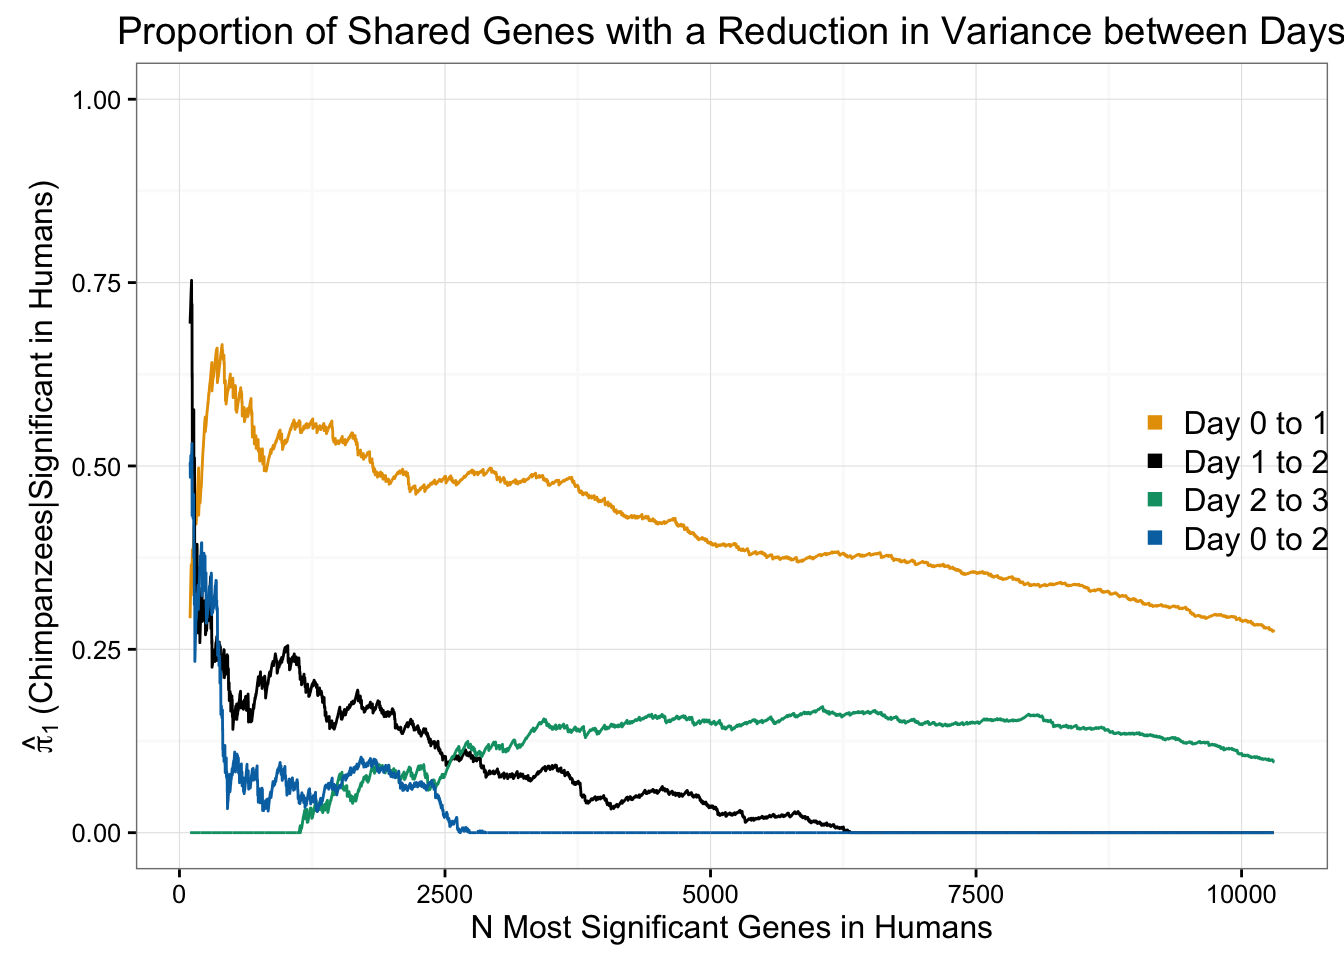 Proportion of Shared Genes with a Reduction in Variance between Days
π̂₁ (Chimpanzees|Significant in Humans)
1.00
0.75
0.50
0.25
0.00
Day 0 to 1
Day 1 to 2
Day 2 to 3
Day 0 to 2
0 2500 5000 7500 10000
N Most Significant Genes in Humans